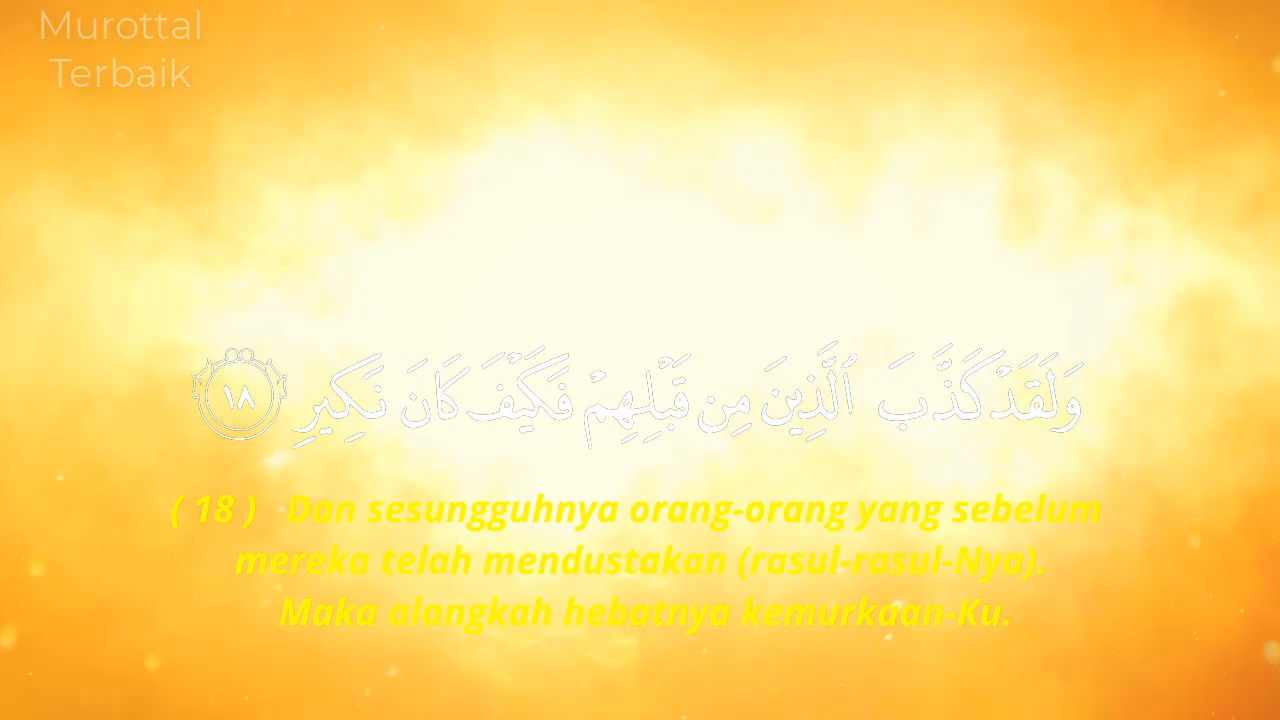 Murottal
Terbaik
وَلَقَدْ كَذَّبَ ٱلَّذِينَ مِن قَبْلِهِمْ فَكَيْفَ كَانَ نَكِيرِ ١٨
( 18 ) Dan sesungguhnya orang-orang yang sebelum
mereka telah mendustakan (rasul-rasul-Nya).
Maka alangkah hebatnya kemurkaan-Ku.